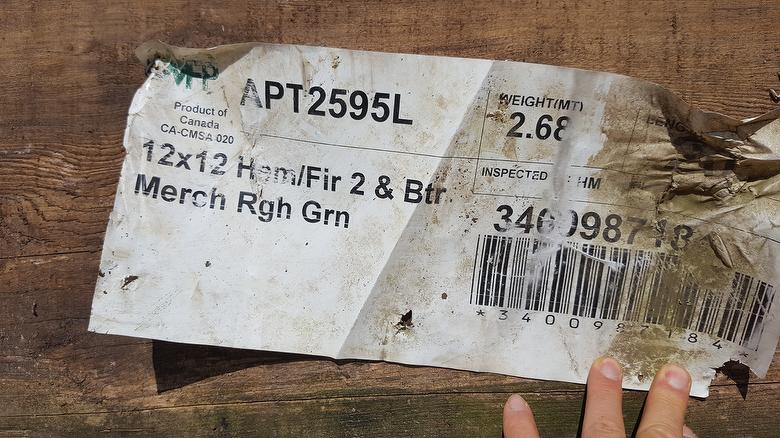 WFP
APT2595L
Product of
Canada
CA-CMSA 020
12x12 Hem/Fir 2 & Btr
Merch Rgh Grn
WEIGHT(MT)
2.68
INSPECTED HM